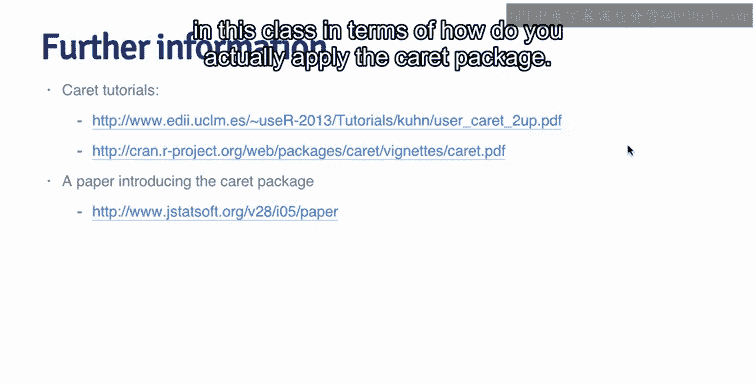 in this class in terms of how do you
actually apply the caret package.
Further information
· Caret tutorials:
- http://www.edii.uclm.es/~useR-2013/Tutorials/kuhn/user_caret_2up.pdf
- http://cran.r-project.org/web/packages/caret/vignettes/caret.pdf
· A paper introducing the caret package
- http://www.jstatsoft.org/v28/i05/paper